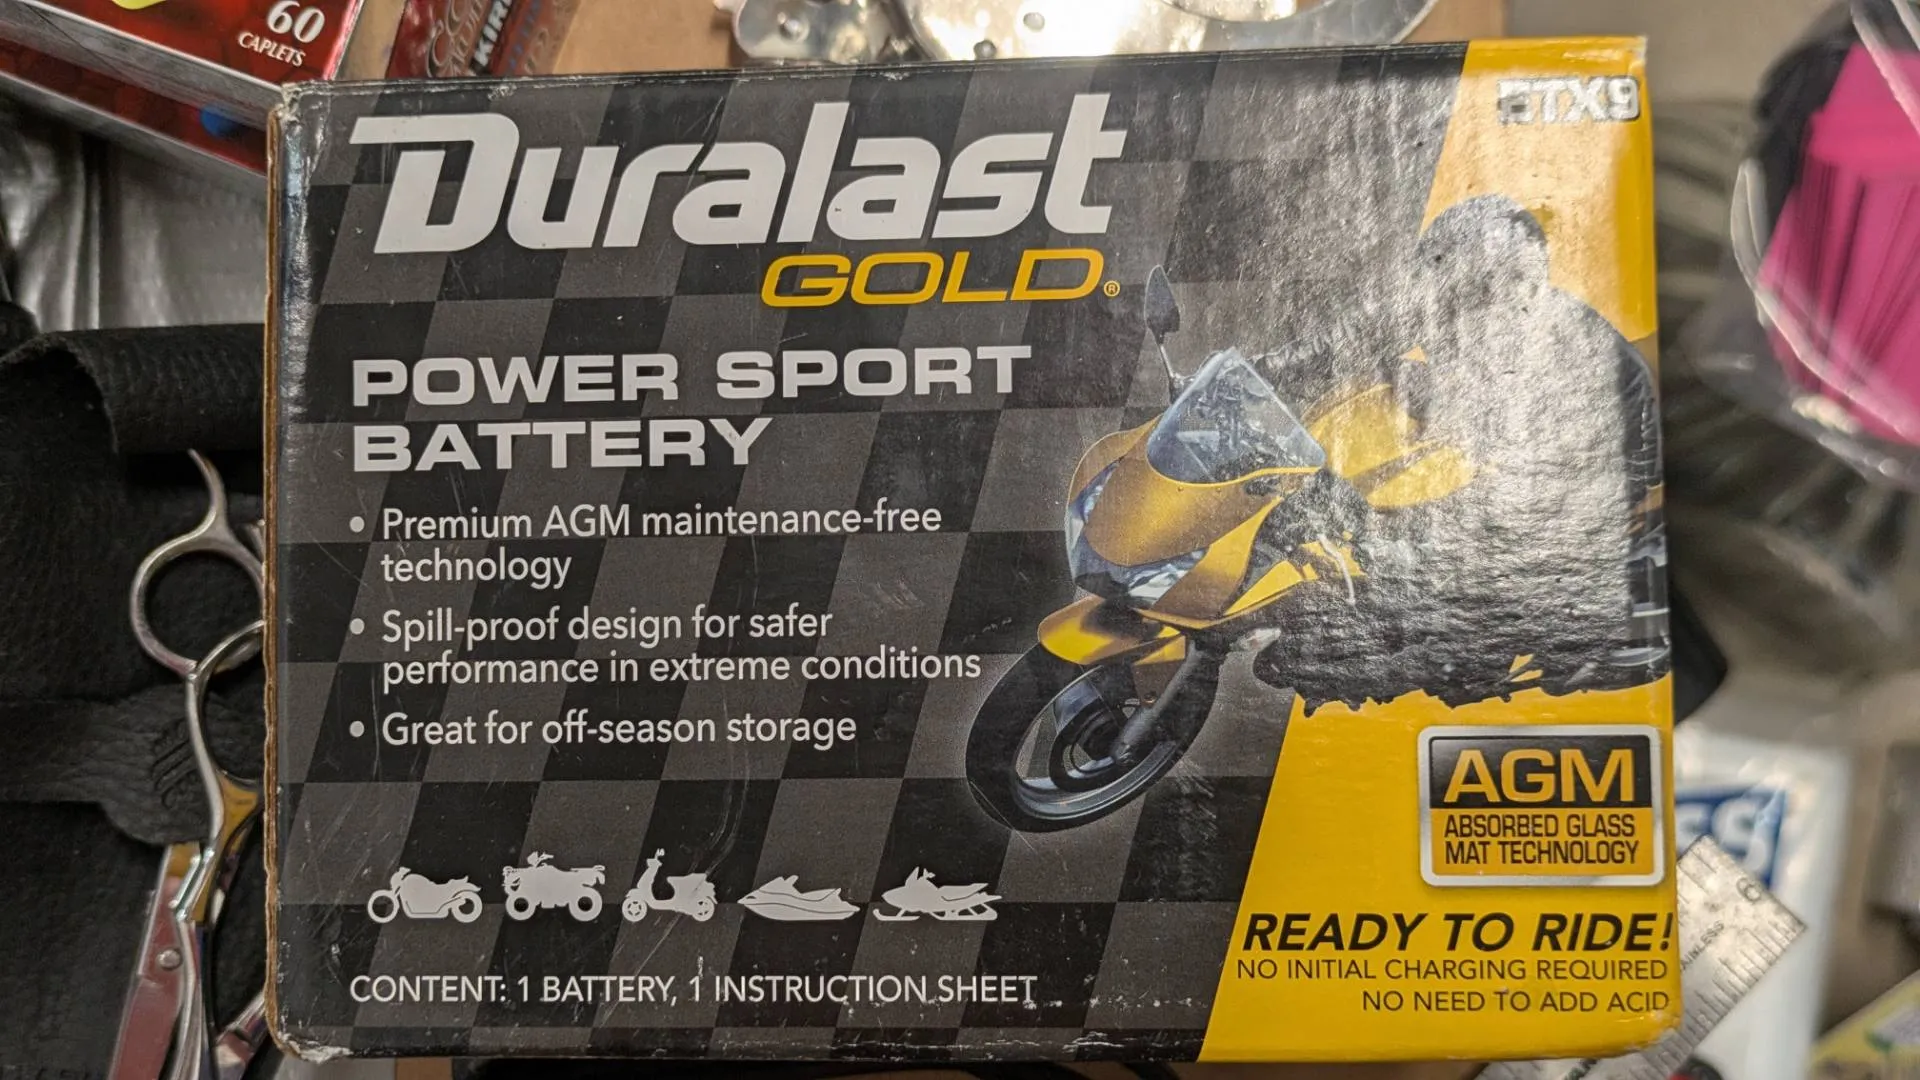 60
CAPLETS
KIR
Duralast
GOLD®
ETX9
POWER SPORT
BATTERY
• Premium AGM maintenance-free
technology
• Spill-proof design for safer
performance in extreme conditions
• Great for off-season storage
AGM
ABSORBED GLASS
MAT TECHNOLOGY
READY TO RIDE!
NO INITIAL CHARGING REQUIRED
NO NEED TO ADD ACID
CONTENT: 1 BATTERY, 1 INSTRUCTION SHEET
6